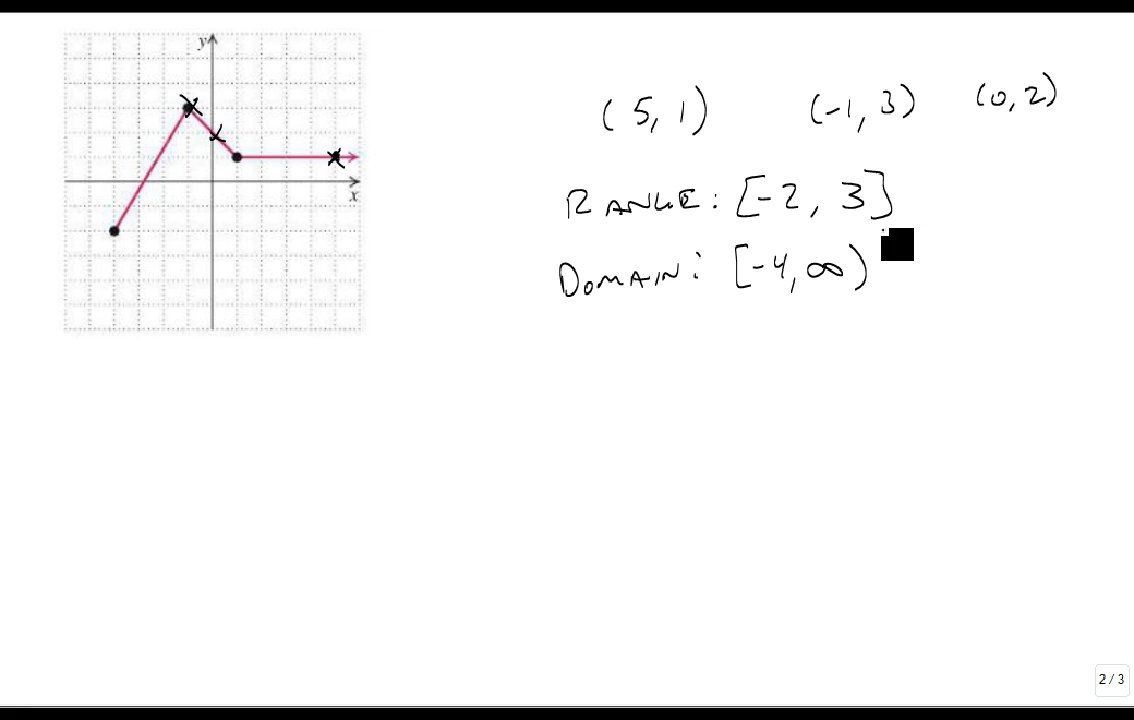 y
x
(5, 1) (-1, 3) (0, 2)
RANGE: [-2, 3]
DOMAIN: [-4, ∞)
2 / 3